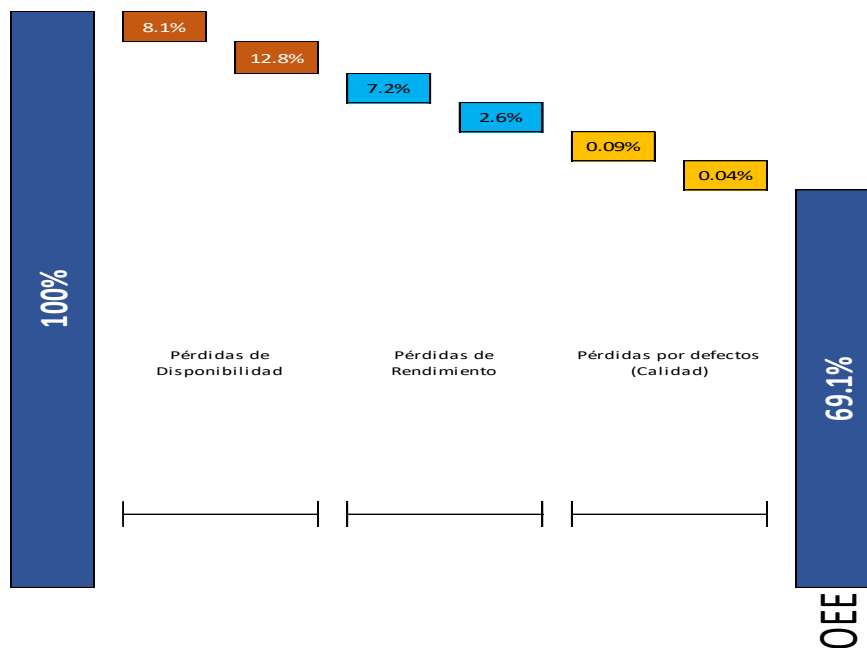 8.1%
12.8%
7.2%
2.6%
0.09%
0.04%
100%
Pérdidas de
Disponibilidad
Pérdidas de
Rendimiento
Pérdidas por defectos
(Calidad)
69.1%
OEE